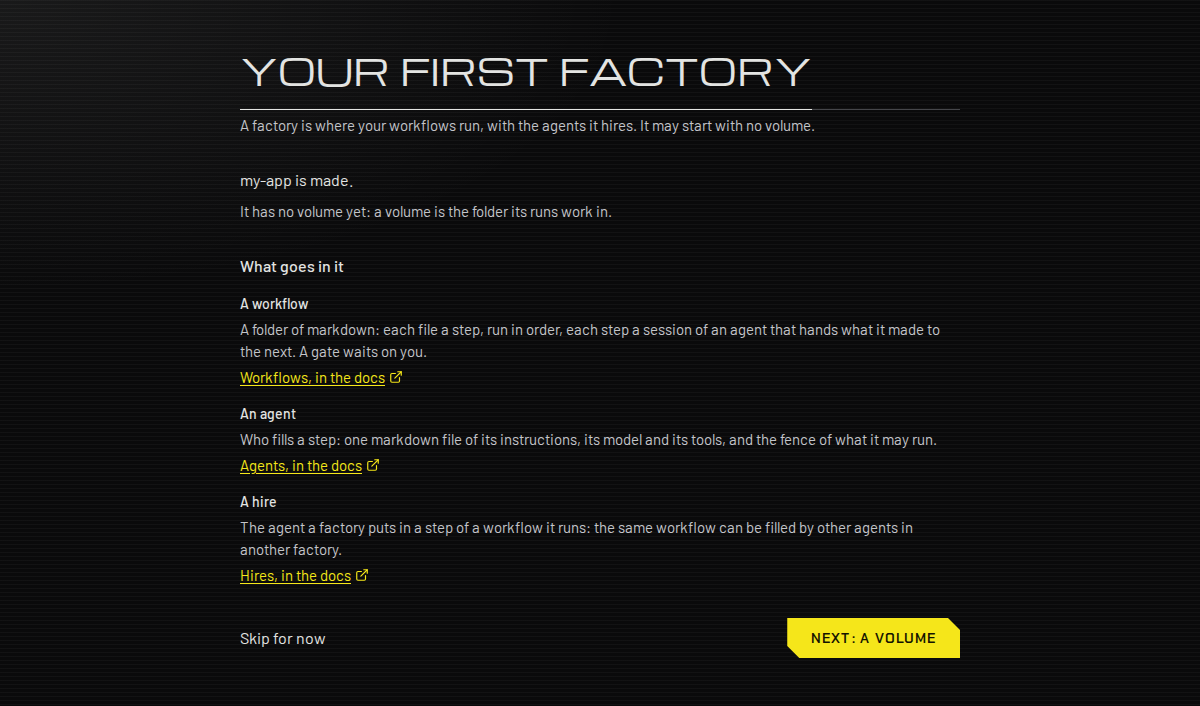 YOUR FIRST FACTORY
A factory is where your workflows run, with the agents it hires. It may start with no volume.
my-app is made.
It has no volume yet: a volume is the folder its runs work in.
What goes in it
A workflow
A folder of markdown: each file a step, run in order, each step a session of an agent that hands what it made to
the next. A gate waits on you.
Workflows, in the docs
An agent
Who fills a step: one markdown file of its instructions, its model and its tools, and the fence of what it may run.
Agents, in the docs
A hire
The agent a factory puts in a step of a workflow it runs: the same workflow can be filled by other agents in
another factory.
Hires, in the docs
Skip for now
NEXT: A VOLUME